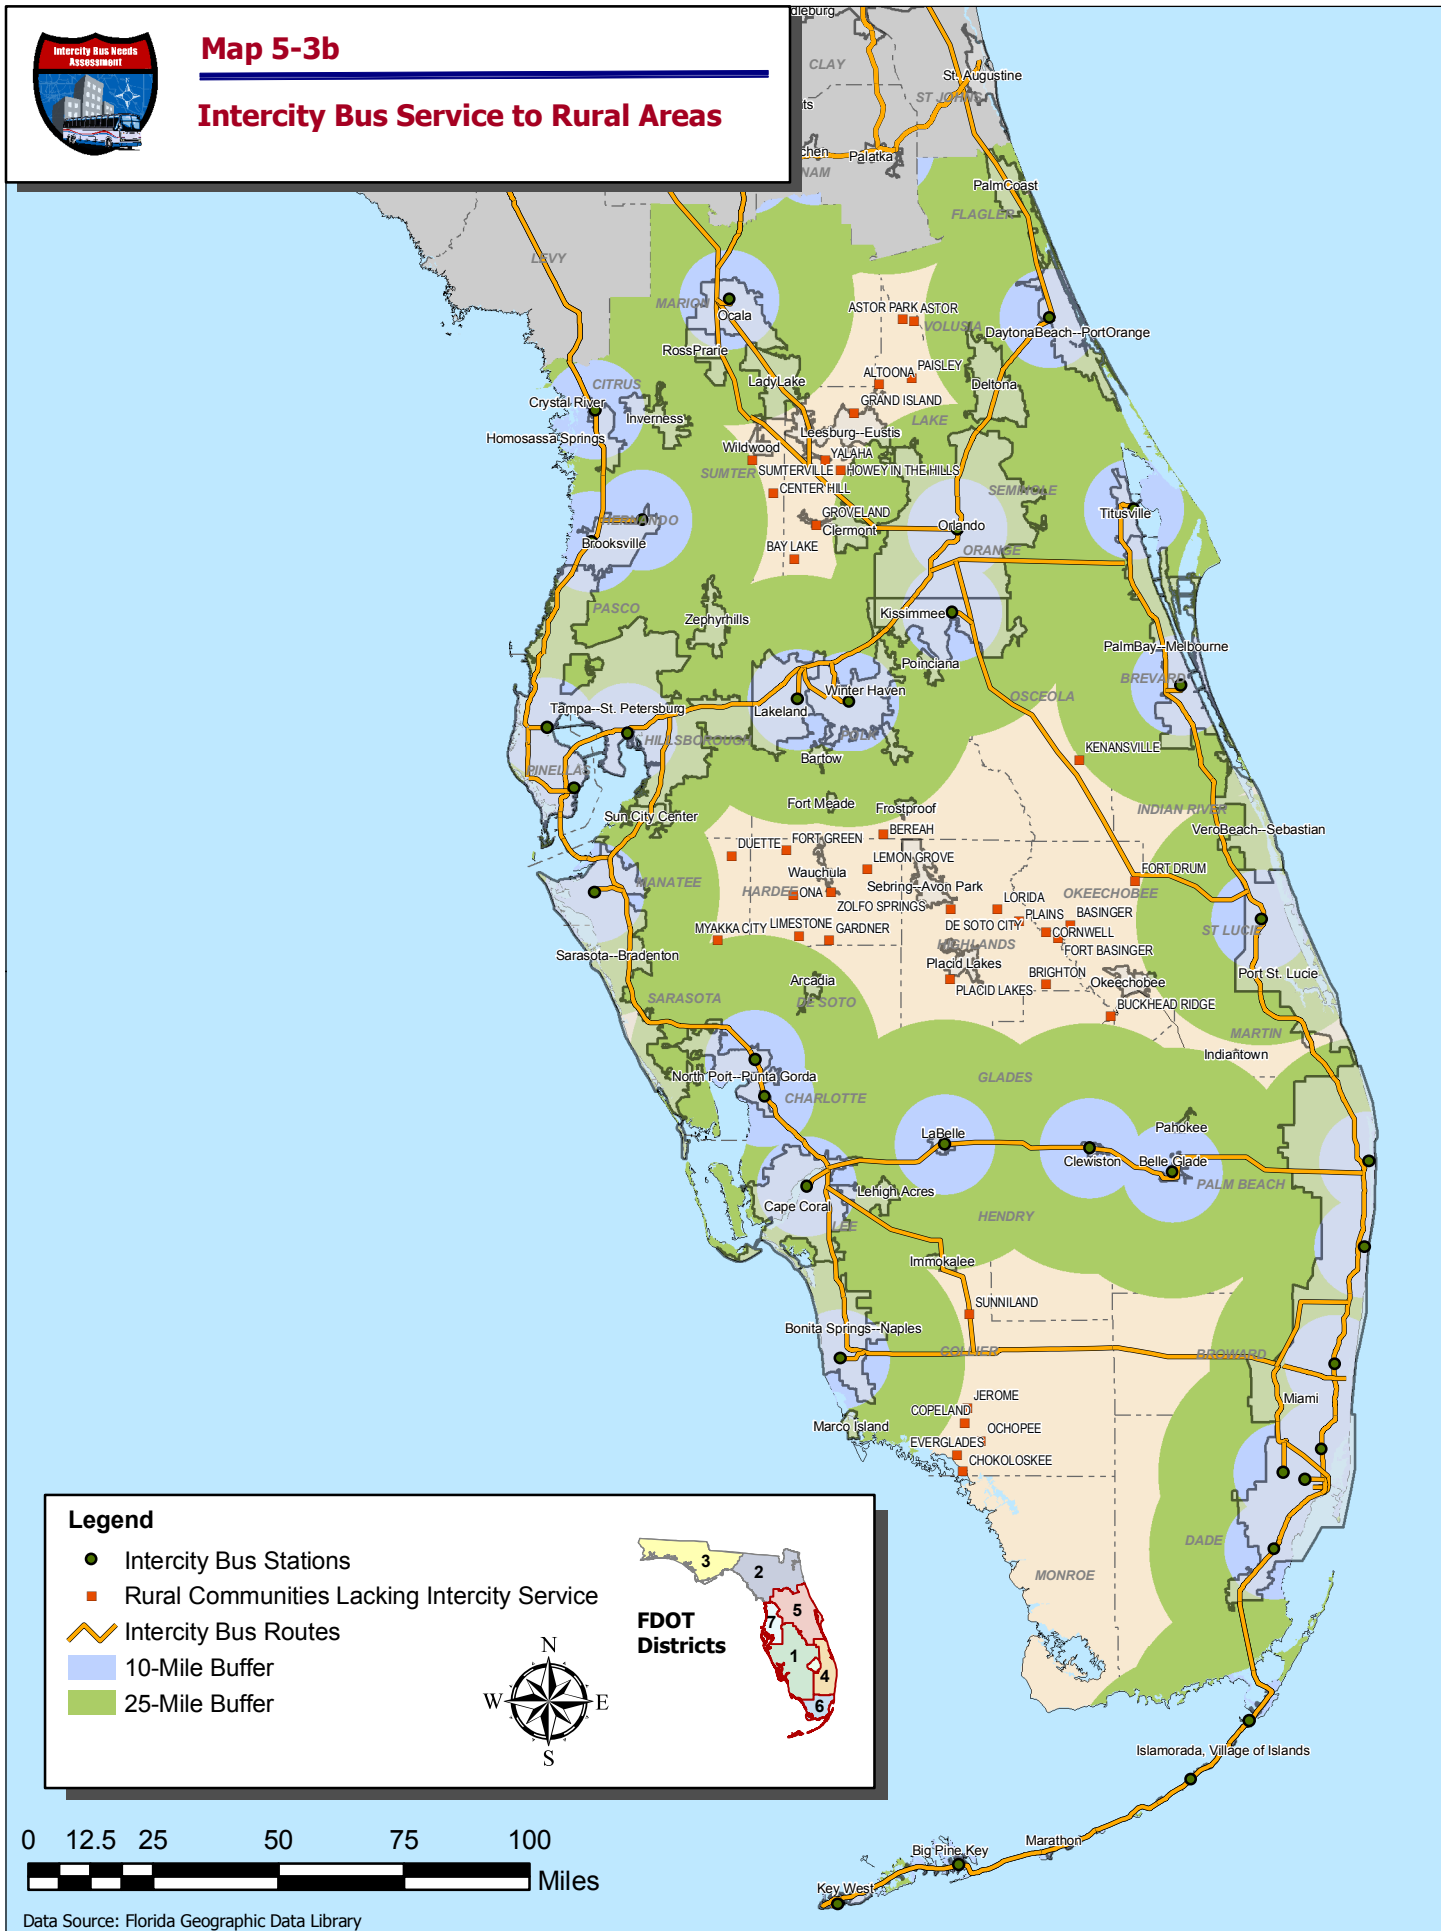 Intercity Bus Needs
Assessment
Map 5-3b
Intercity Bus Service to Rural Areas
dleburg
CLAY
St. Augustine
ST JOHNS
nts
chen
Palatka
NAM
PalmCoast
FLAGLER
LEVY
MARION
Ocala
ASTOR PARK
ASTOR
VOLUSIA
DaytonaBeach--PortOrange
RossPrarie
LadyLake
ALTOONA
PAISLEY
Deltona
CITRUS
Crystal River
Inverness
GRAND ISLAND
LAKE
Homosassa Springs
Leesburg--Eustis
Wildwood
YALAHA
SUMTER
SUMTERVILLE
HOWEY IN THE HILLS
CENTER HILL
SEMINOLE
HERNANDO
GROVELAND
Clermont
Orlando
Titusville
Brooksville
BAY LAKE
ORANGE
PASCO
Zephyrhills
Kissimmee
Poinciana
PalmBay--Melbourne
BREVARD
Winter Haven
OSCEOLA
Tampa--St. Petersburg
Lakeland
HILLSBOROUGH
POLK
KENANSVILLE
PINELLAS
Bartow
Sun City Center
Fort Meade
Frostproof
INDIAN RIVER
VeroBeach--Sebastian
DUETTE
FORT GREEN
BEREAH
LEMON GROVE
Wauchula
FORT DRUM
MANATEE
HARDEE
ONA
Sebring--Avon Park
OKEECHOBEE
ZOLFO SPRINGS
LORIDA
PLAINS
BASINGER
MYAKKA CITY
LIMESTONE
GARDNER
DE SOTO CITY
CORNWELL
ST LUCIE
HIGHLANDS
FORT BASINGER
Sarasota--Bradenton
Placid Lakes
BRIGHTON
Okeechobee
Port St. Lucie
Arcadia
PLACID LAKES
SARASOTA
DE SOTO
BUCKHEAD RIDGE
MARTIN
Indiantown
North Port--Punta Gorda
GLADES
CHARLOTTE
LaBelle
Pahokee
Clewiston
Belle Glade
PALM BEACH
Lehigh Acres
Cape Coral
LEE
HENDRY
Immokalee
SUNNILAND
Bonita Springs--Naples
COLLIER
BROWARD
JEROME
Miami
COPELAND
Marco Island
OCHOPEE
EVERGLADES
CHOKOLOSKEE
DADE
MONROE
Legend
Intercity Bus Stations
Rural Communities Lacking Intercity Service
Intercity Bus Routes
10-Mile Buffer
25-Mile Buffer
N
W
E
S
FDOT
Districts
3
2
5
7
1
4
6
Islamorada, Village of Islands
Marathon
Big Pine Key
Key West
0 12.5 25 50 75 100
Miles
Data Source: Florida Geographic Data Library